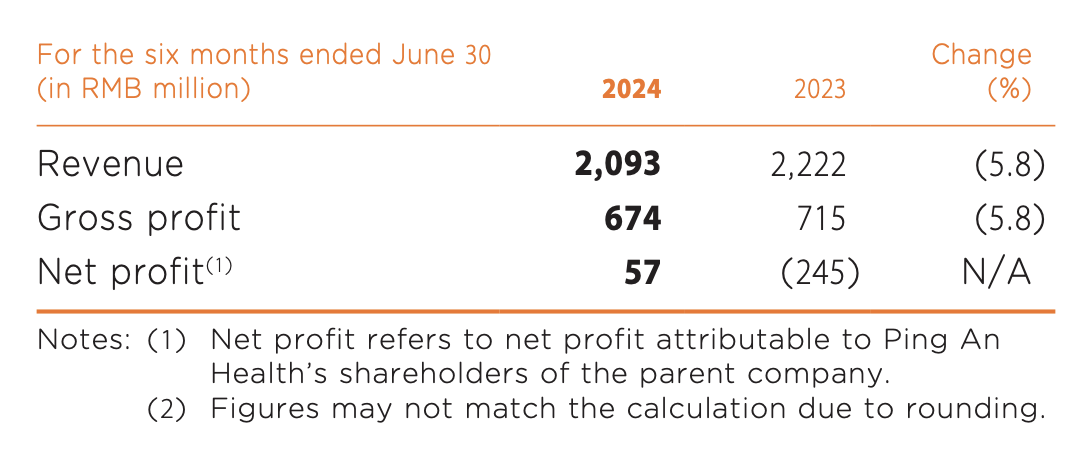 For the six months ended June 30 Change
(in RMB million) 2024 2023 (%)
Revenue 2,093 2,222 (5.8)
Gross profit 674 715 (5.8)
Net profit(1) 57 (245) N/A
Notes: (1) Net profit refers to net profit attributable to Ping An
Health’s shareholders of the parent company.
(2) Figures may not match the calculation due to rounding.